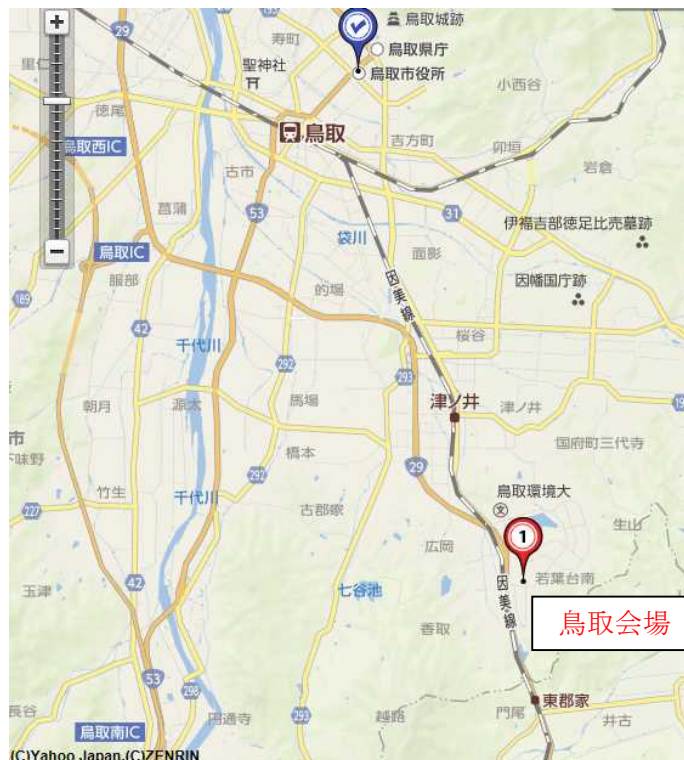 29
寿町
鳥取城跡
鳥取県庁
鳥取市役所
聖神社
小西谷
徳尾
鳥取
吉方町
卯垣
鳥取西IC
岩倉
古市
菖蒲
53
31
伊福吉部徳足比売墓跡
袋川
面影
鳥取IC
服部
因美線
因幡国庁跡
的場
189
42
桜谷
千代川
292
293
津ノ井
津ノ井
朝月
源太
馬場
市
下味野
橋本
国府町三代寺
292
29
竹生
千代川
鳥取環境大
文
227
古郡家
生山
広岡
1
42
玉津
七谷池
因美線
若葉台南
鳥取会場
香取
53
298
東郡家
長谷
円通寺
293
越路
門尾
井古
鳥取南IC
(C)Yahoo Japan,(C)ZENRIN